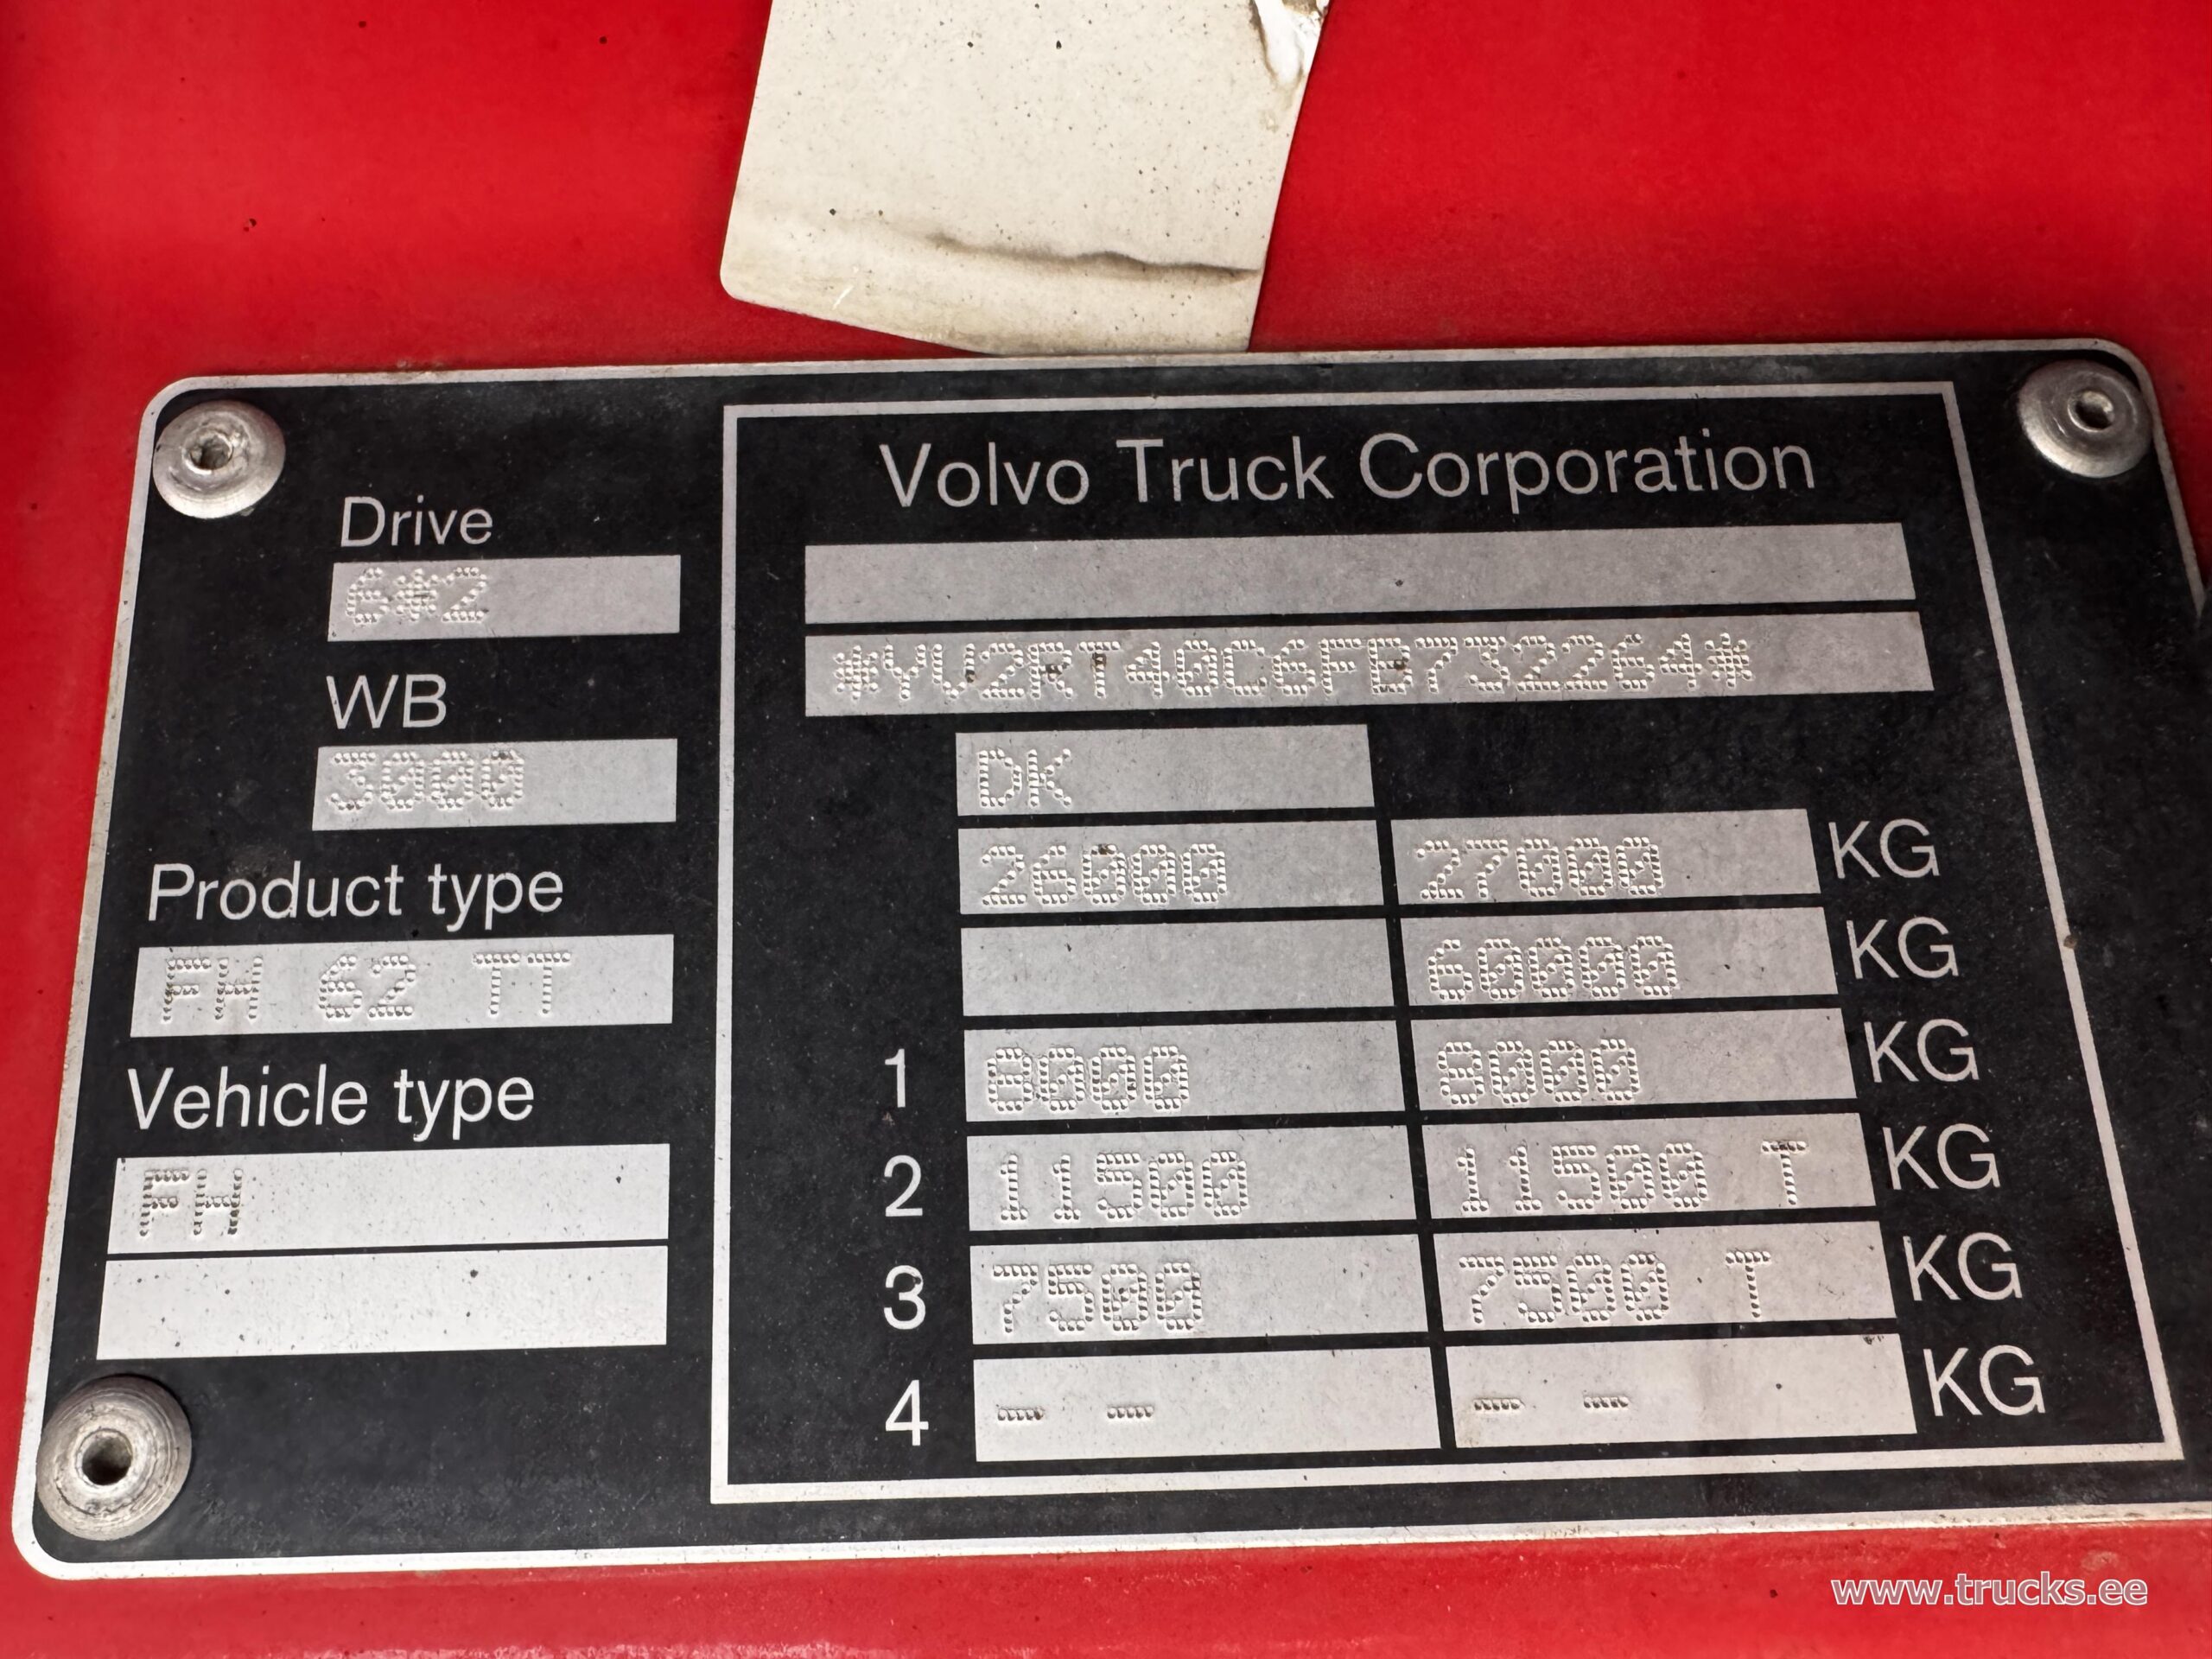 Volvo Truck Corporation
Drive
6*2
WB
3000
Product type
FH 62 TT
Vehicle type
FH
*YV2RT40C6FB732264*
DK
26000 27000 KG
60000 KG
1 8000 8000 KG
2 11500 11500 T KG
3 7500 7500 T KG
4 - - - - KG
www.trucks.ee